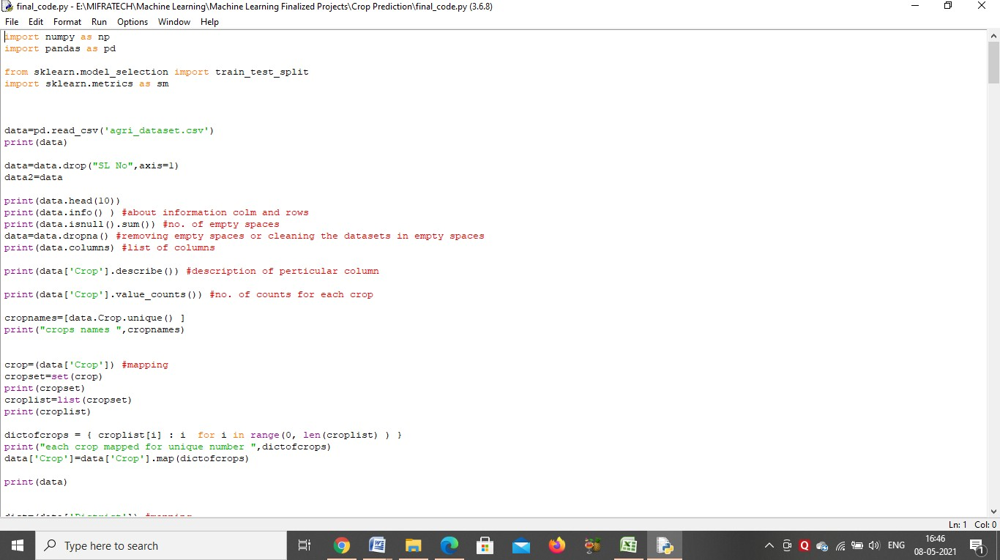 final_code.py - E:\MIFRATECH\Machine Learning\Machine Learning Finalized Projects\Crop Prediction\final_code.py (3.6.8)
File Edit Format Run Options Window Help
import numpy as np
import pandas as pd
from sklearn.model_selection import train_test_split
import sklearn.metrics as sm
data=pd.read_csv('agri_dataset.csv')
print(data)
data=data.drop("SL No",axis=1)
data2=data
print(data.head(10))
print(data.info() ) #about information colm and rows
print(data.isnull().sum()) #no. of empty spaces
data=data.dropna() #removing empty spaces or cleaning the datasets in empty spaces
print(data.columns) #list of columns
print(data['Crop'].describe()) #description of perticular column
print(data['Crop'].value_counts()) #no. of counts for each crop
cropnames=[data.Crop.unique() ]
print("crops names ",cropnames)
crop=(data['Crop']) #mapping
cropset=set(crop)
print(cropset)
croplist=list(cropset)
print(croplist)
dictofcrops = { croplist[i] : i  for i in range(0, len(croplist) ) }
print("each crop mapped for unique number ",dictofcrops)
data['Crop']=data['Crop'].map(dictofcrops)
print(data)
Ln: 1 Col: 0
Type here to search
ENG
16:46
08-05-2021
1